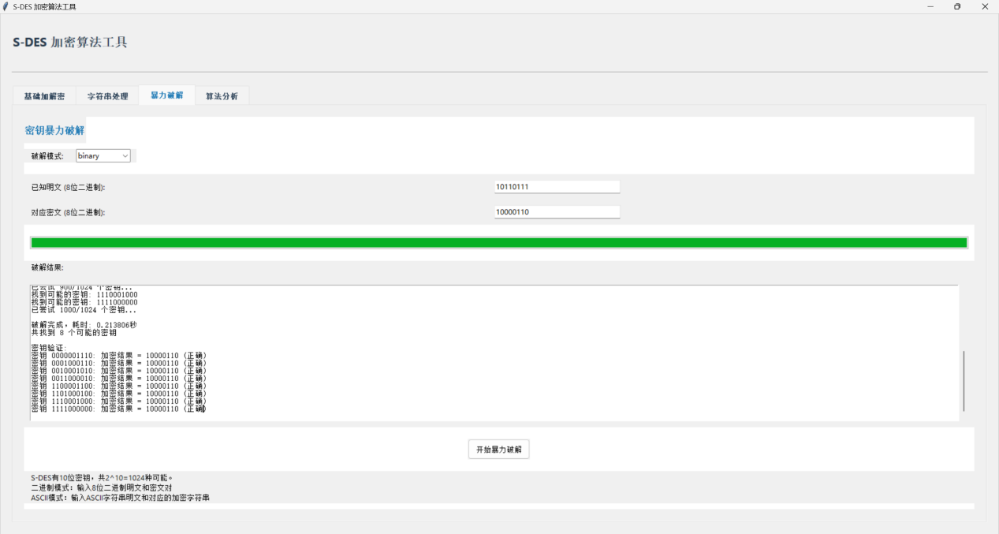 S-DES 加密算法工具
S-DES 加密算法工具
基础加解密 字符串处理 暴力破解 算法分析
密钥暴力破解
破解模式: binary
已知明文 (8位二进制): 10110111
对应密文 (8位二进制): 10000110
破解结果:
已尝试 900/1024 个密钥...
找到可能的密钥: 1110001000
找到可能的密钥: 1111000000
已尝试 1000/1024 个密钥...
破解完成，耗时: 0.213806秒
共找到 8 个可能的密钥
密钥验证:
密钥 0000001110: 加密结果 = 10000110 (正确)
密钥 0001000110: 加密结果 = 10000110 (正确)
密钥 0010001010: 加密结果 = 10000110 (正确)
密钥 0011000010: 加密结果 = 10000110 (正确)
密钥 1100001100: 加密结果 = 10000110 (正确)
密钥 1101000100: 加密结果 = 10000110 (正确)
密钥 1110001000: 加密结果 = 10000110 (正确)
密钥 1111000000: 加密结果 = 10000110 (正确)
开始暴力破解
S-DES有10位密钥，共2^10=1024种可能。
二进制模式：输入8位二进制明文和密文对
ASCII模式：输入ASCII字符串明文和对应的加密字符串